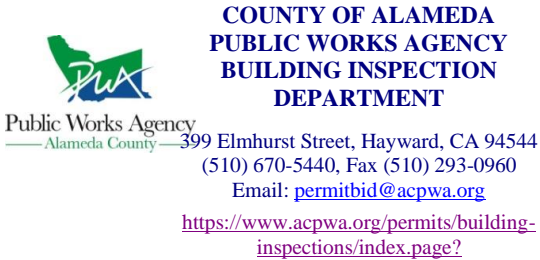 COUNTY OF ALAMEDA
PUBLIC WORKS AGENCY
BUILDING INSPECTION
DEPARTMENT
PWA
Public Works Agency
Alameda County
399 Elmhurst Street, Hayward, CA 94544
(510) 670-5440, Fax (510) 293-0960
Email: permitbid@acpwa.org
https://www.acpwa.org/permits/building-
inspections/index.page?